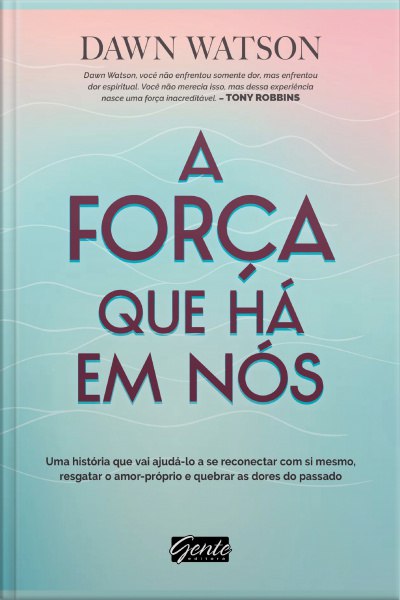 DAWN WATSON
Dawn Watson, você não enfrentou somente dor, mas enfrentou
dor espiritual. Você não merecia isso, mas dessa experiência
nasce uma força inacreditável. – TONY ROBBINS
A
FORÇA
QUE HÁ
EM NÓS
Uma história que vai ajudá-lo a se reconectar com si mesmo,
resgatar o amor-próprio e quebrar as dores do passado
Gente
editora